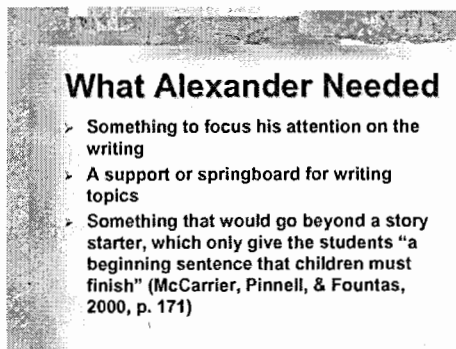 What Alexander Needed
➢ Something to focus his attention on the
writing
➢ A support or springboard for writing
topics
➢ Something that would go beyond a story
starter, which only give the students “a
beginning sentence that children must
finish” (McCarrier, Pinnell, & Fountas,
2000, p. 171)